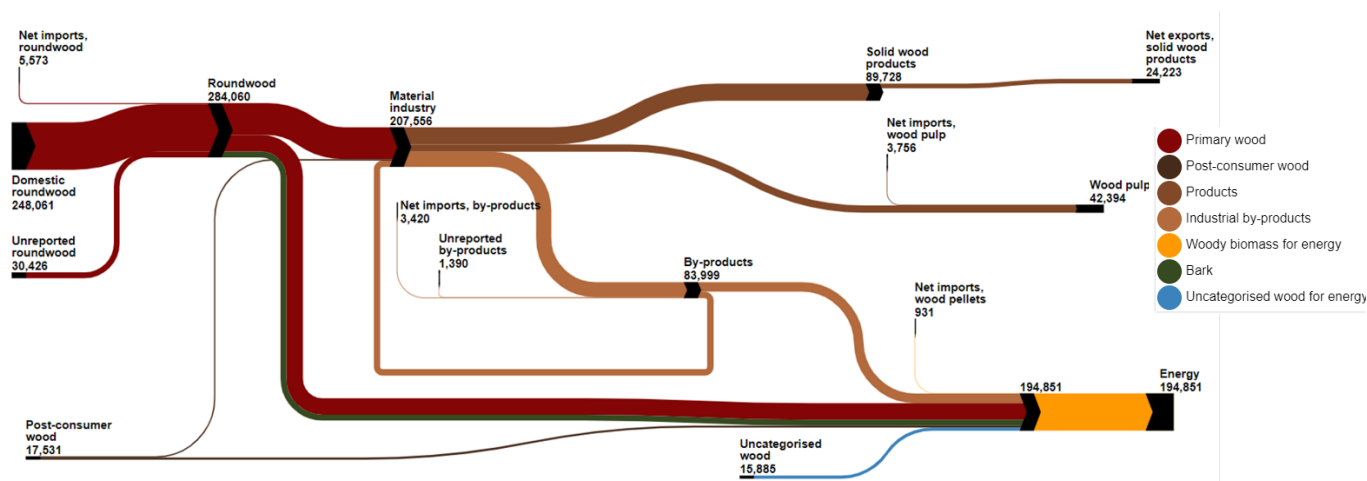 Net imports,
roundwood
5,573
Roundwood
284,060
Material
industry
207,556
Solid wood
products
89,728
Net exports,
solid wood
products
24,223
Domestic
roundwood
248,061
Unreported
roundwood
30,426
Net imports,
wood pulp
3,756
Wood pulp
42,394
Net imports, by-products
3,420
Unreported
by-products
1,390
By-products
83,999
Net imports,
wood pellets
931
194,851
Energy
194,851
Post-consumer
wood
17,531
Uncategorised
wood
15,885
Primary wood
Post-consumer wood
Products
Industrial by-products
Woody biomass for energy
Bark
Uncategorised wood for energy